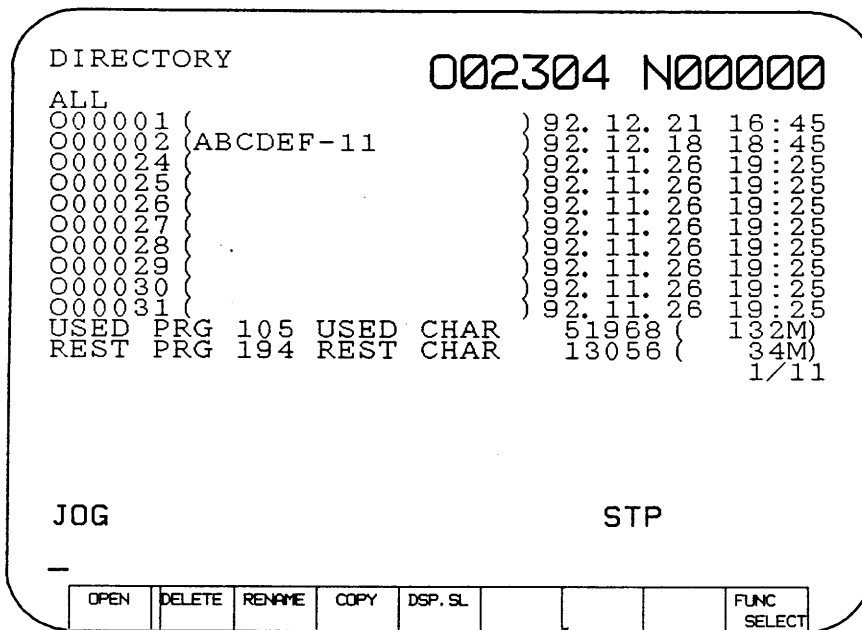 DIRECTORY O02304 N00000
ALL
O00001 ( ) 92. 12. 21 16:45
O00002 (ABCDEF-11 ) 92. 12. 18 18:45
O00024 ( ) 92. 11. 26 19:25
O00025 ( ) 92. 11. 26 19:25
O00026 ( ) 92. 11. 26 19:25
O00027 ( ) 92. 11. 26 19:25
O00028 ( ) 92. 11. 26 19:25
O00029 ( ) 92. 11. 26 19:25
O00030 ( ) 92. 11. 26 19:25
O00031 ( ) 92. 11. 26 19:25
USED PRG 105 USED CHAR 51968 ( 132M)
REST PRG 194 REST CHAR 13056 ( 34M)
1/11
JOG STP
_
OPEN DELETE RENAME COPY DSP.SL FUNC SELECT